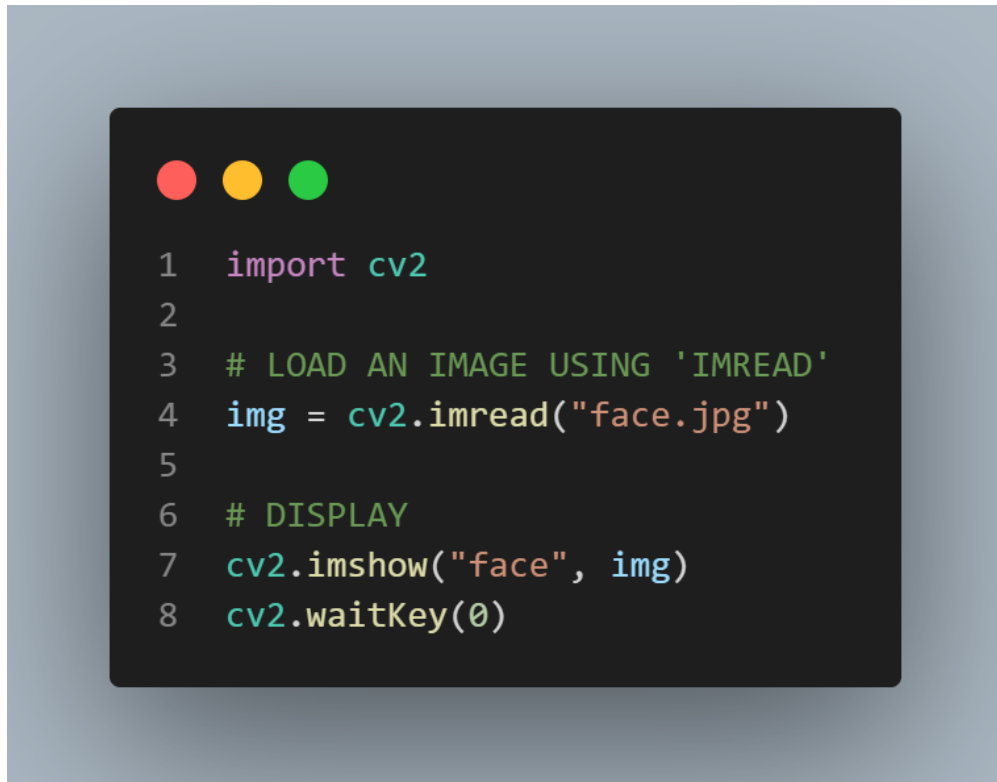 1 import cv2
2
3 # LOAD AN IMAGE USING 'IMREAD'
4 img = cv2.imread("face.jpg")
5
6 # DISPLAY
7 cv2.imshow("face", img)
8 cv2.waitKey(0)